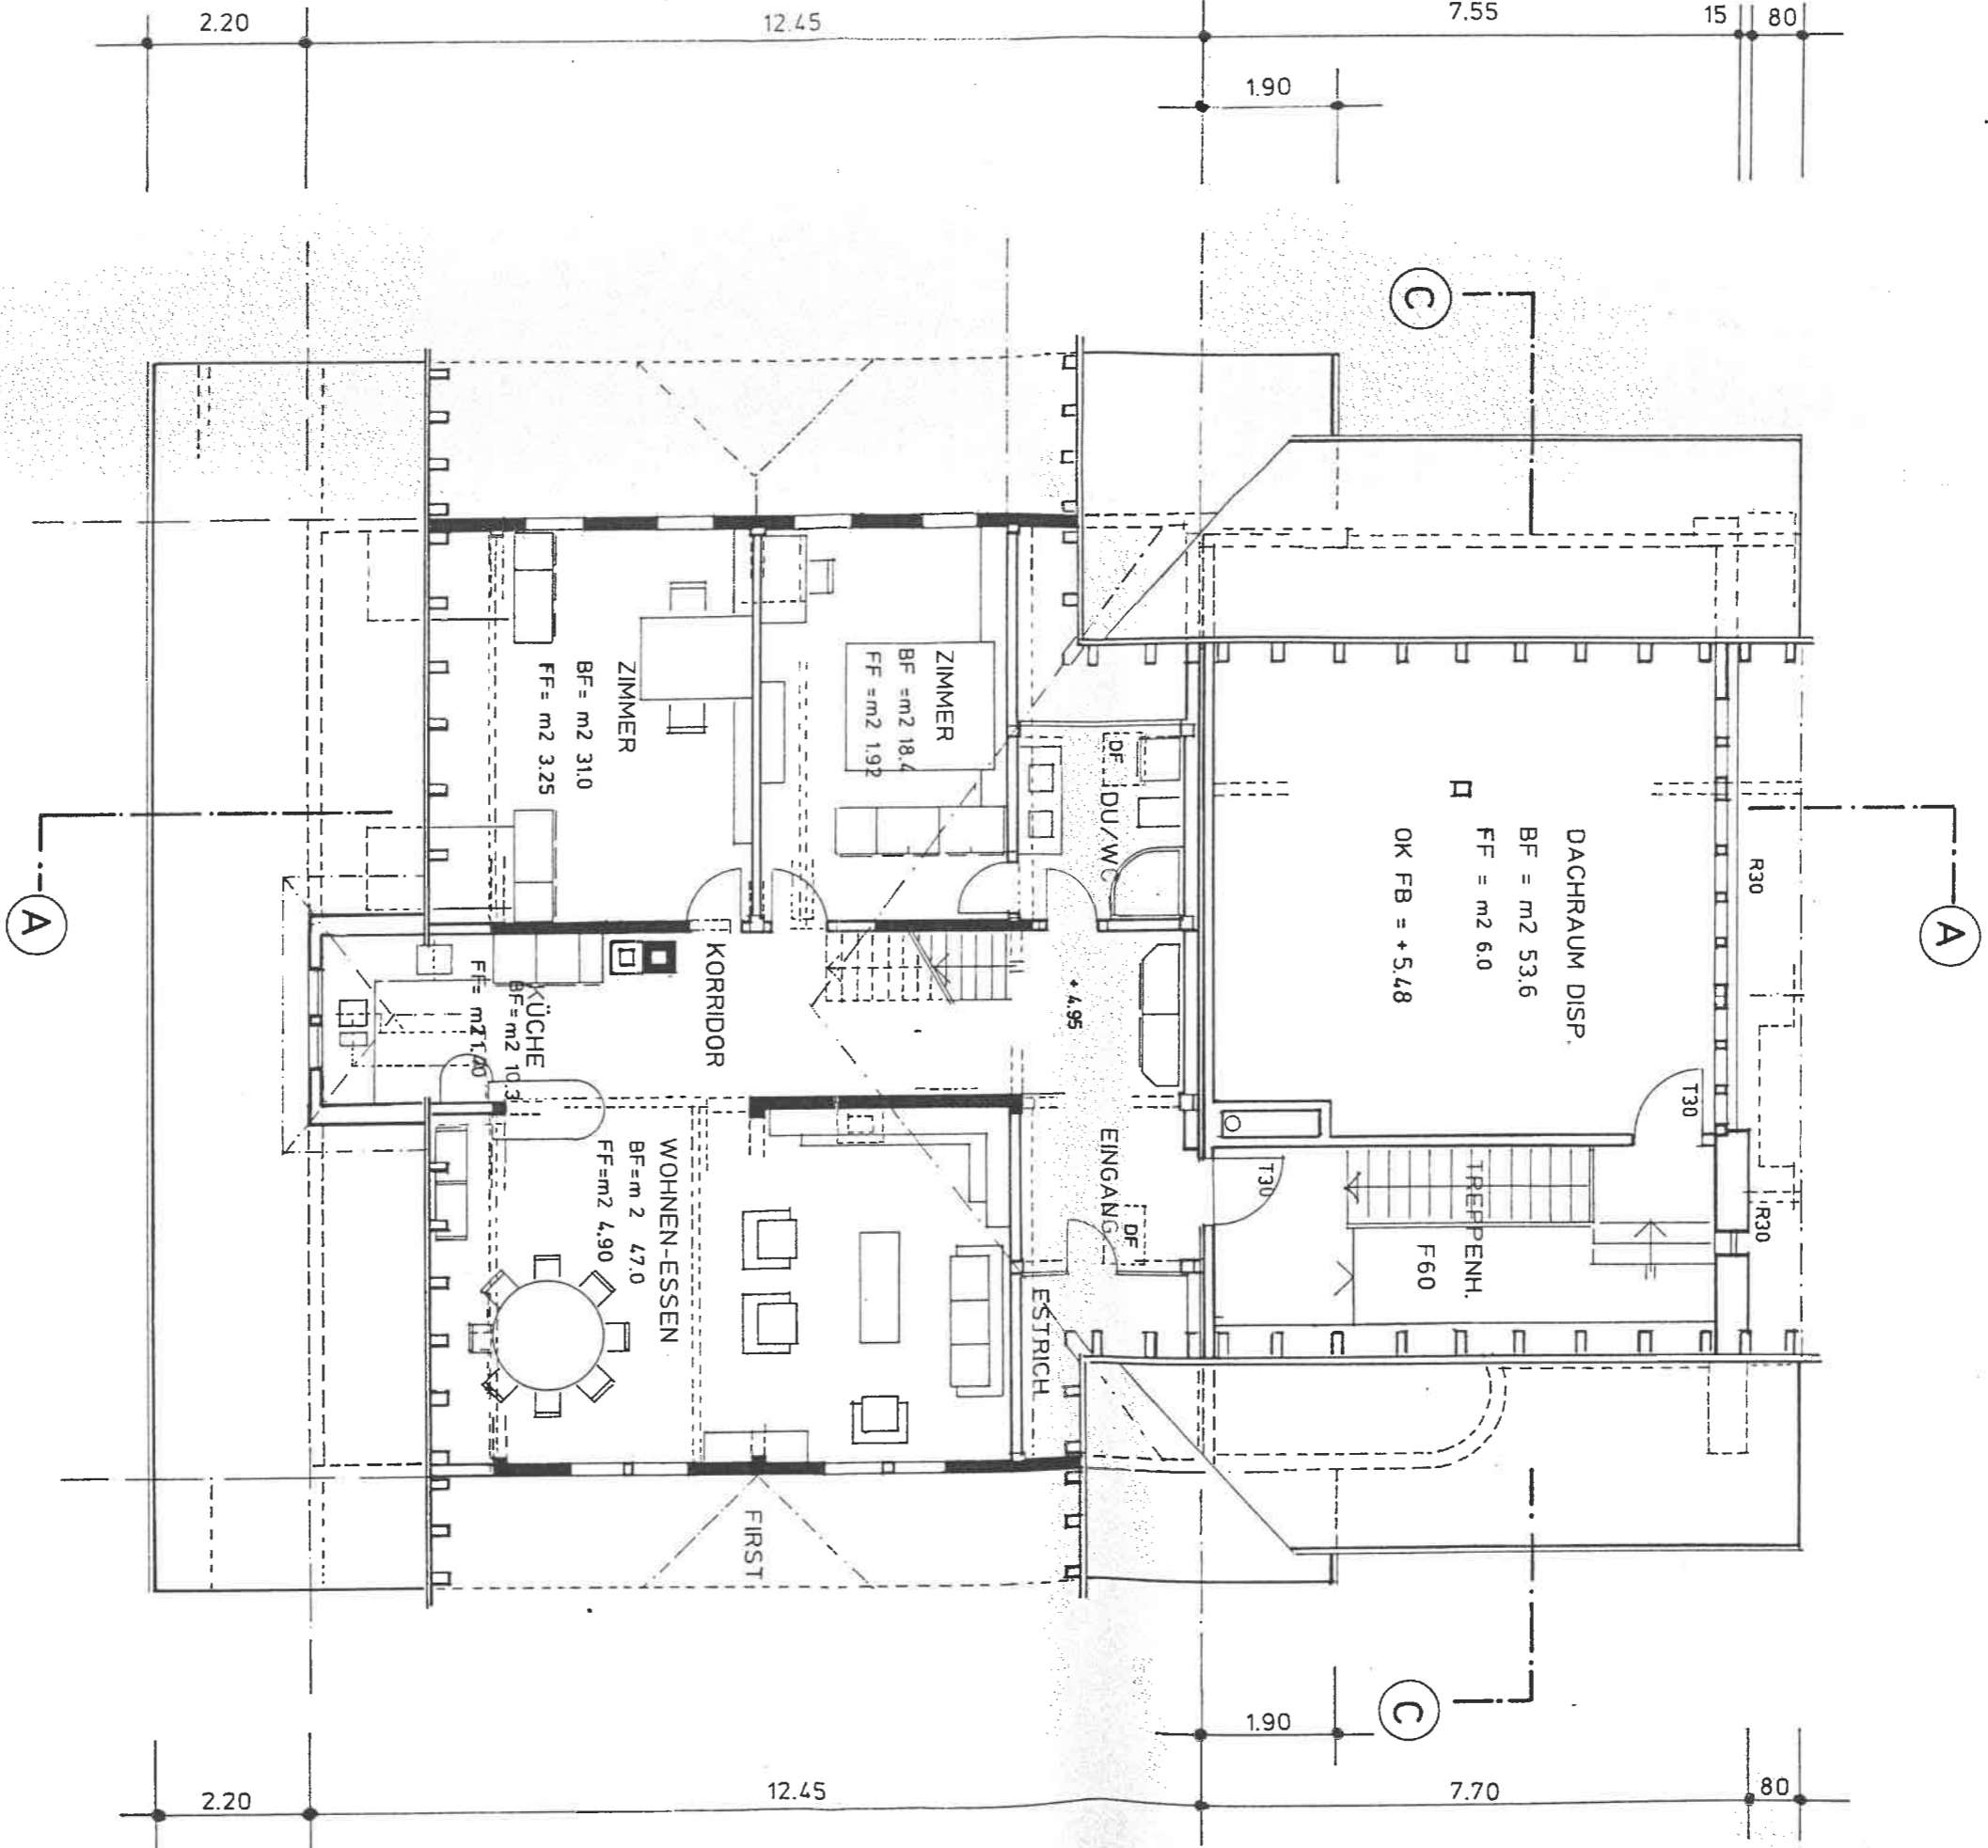 2.20
12.45
7.55
15
80
1.90
C
A
A
R30
ZIMMER
BF= m2 31.0
FF= m2 3.25
ZIMMER
BF =m2 18.4
FF =m2 1.92
DF
DU/WC
DACHRAUM DISP.
BF = m2 53.6
FF = m2 6.0
OK FB = +5.48
KORRIDOR
+ 4.95
KÜCHE
BF=m2 10.3
FF= m2 1.40
T30
T30
EINGANG
DF
TREPPENH.
F60
R30
WOHNEN-ESSEN
BF=m 2 47.0
FF=m2 4.90
ESTRICH
FIRST
C
1.90
2.20
12.45
7.70
80